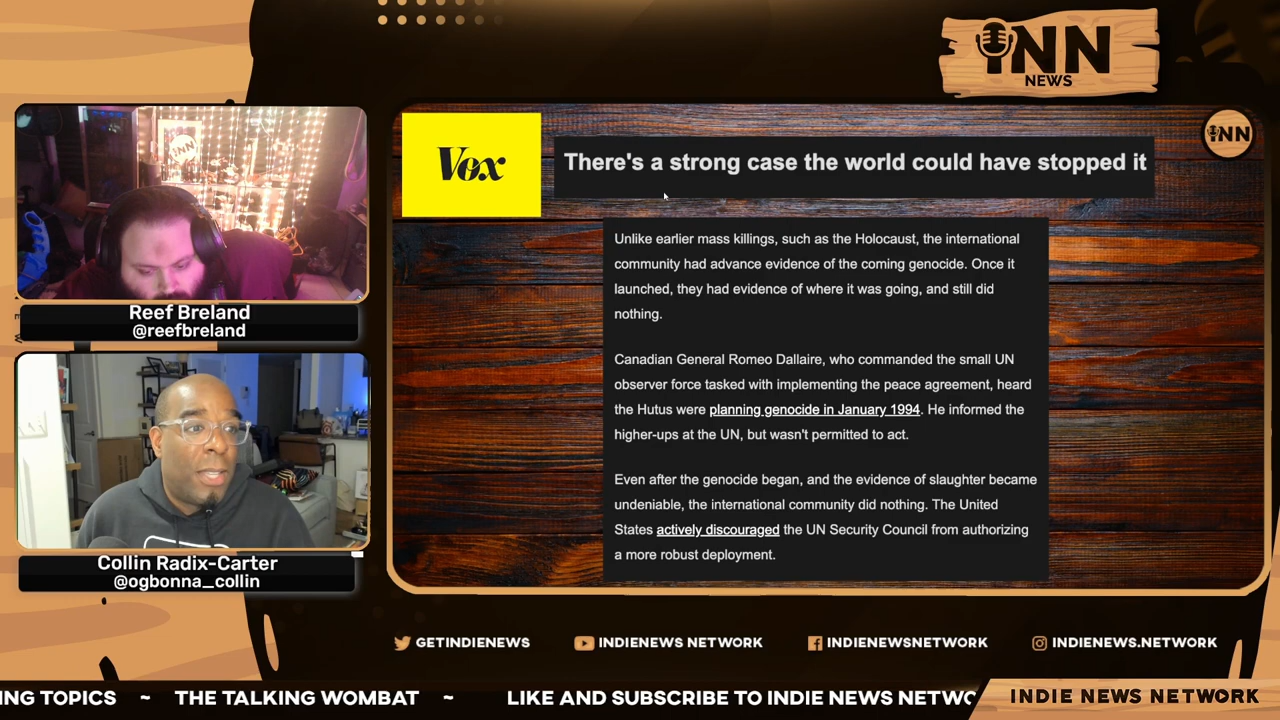 iNN
NEWS
iNN
Vox
There's a strong case the world could have stopped it
Unlike earlier mass killings, such as the Holocaust, the international
community had advance evidence of the coming genocide. Once it
launched, they had evidence of where it was going, and still did
nothing.
Canadian General Romeo Dallaire, who commanded the small UN
observer force tasked with implementing the peace agreement, heard
the Hutus were planning genocide in January 1994. He informed the
higher-ups at the UN, but wasn't permitted to act.
Even after the genocide began, and the evidence of slaughter became
undeniable, the international community did nothing. The United
States actively discouraged the UN Security Council from authorizing
a more robust deployment.
Reef Breland
@reefbreland
Collin Radix-Carter
@ogbonna_collin
GETINDIENEWS
INDIENEWS NETWORK
INDIENEWSNETWORK
INDIENEWS.NETWORK
NG TOPICS ~ THE TALKING WOMBAT ~ LIKE AND SUBSCRIBE TO INDIE NEWS NETWO
INDIE NEWS NETWORK